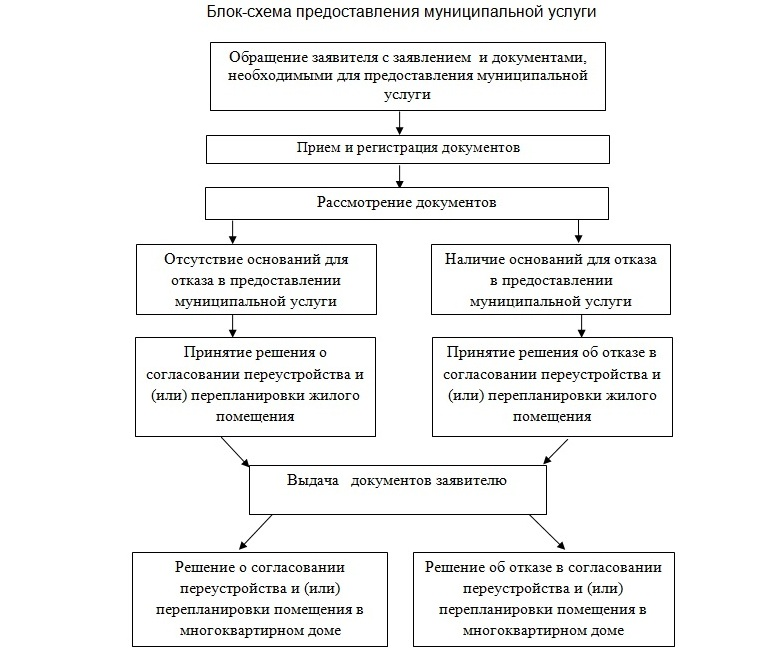 Блок-схема предоставления муниципальной услуги
Обращение заявителя с заявлением и документами,
необходимыми для предоставления муниципальной
услуги
Прием и регистрация документов
Рассмотрение документов
Отсутствие оснований для
отказа в предоставлении
муниципальной услуги
Наличие оснований для отказа
в предоставлении
муниципальной услуги
Принятие решения о
согласовании переустройства и
(или) перепланировки жилого
помещения
Принятие решения об отказе в
согласовании переустройства и
(или) перепланировки жилого
помещения
Выдача документов заявителю
Решение о согласовании
переустройства и (или)
перепланировки помещения в
многоквартирном доме
Решение об отказе в согласовании
переустройства и (или)
перепланировки помещения в
многоквартирном доме